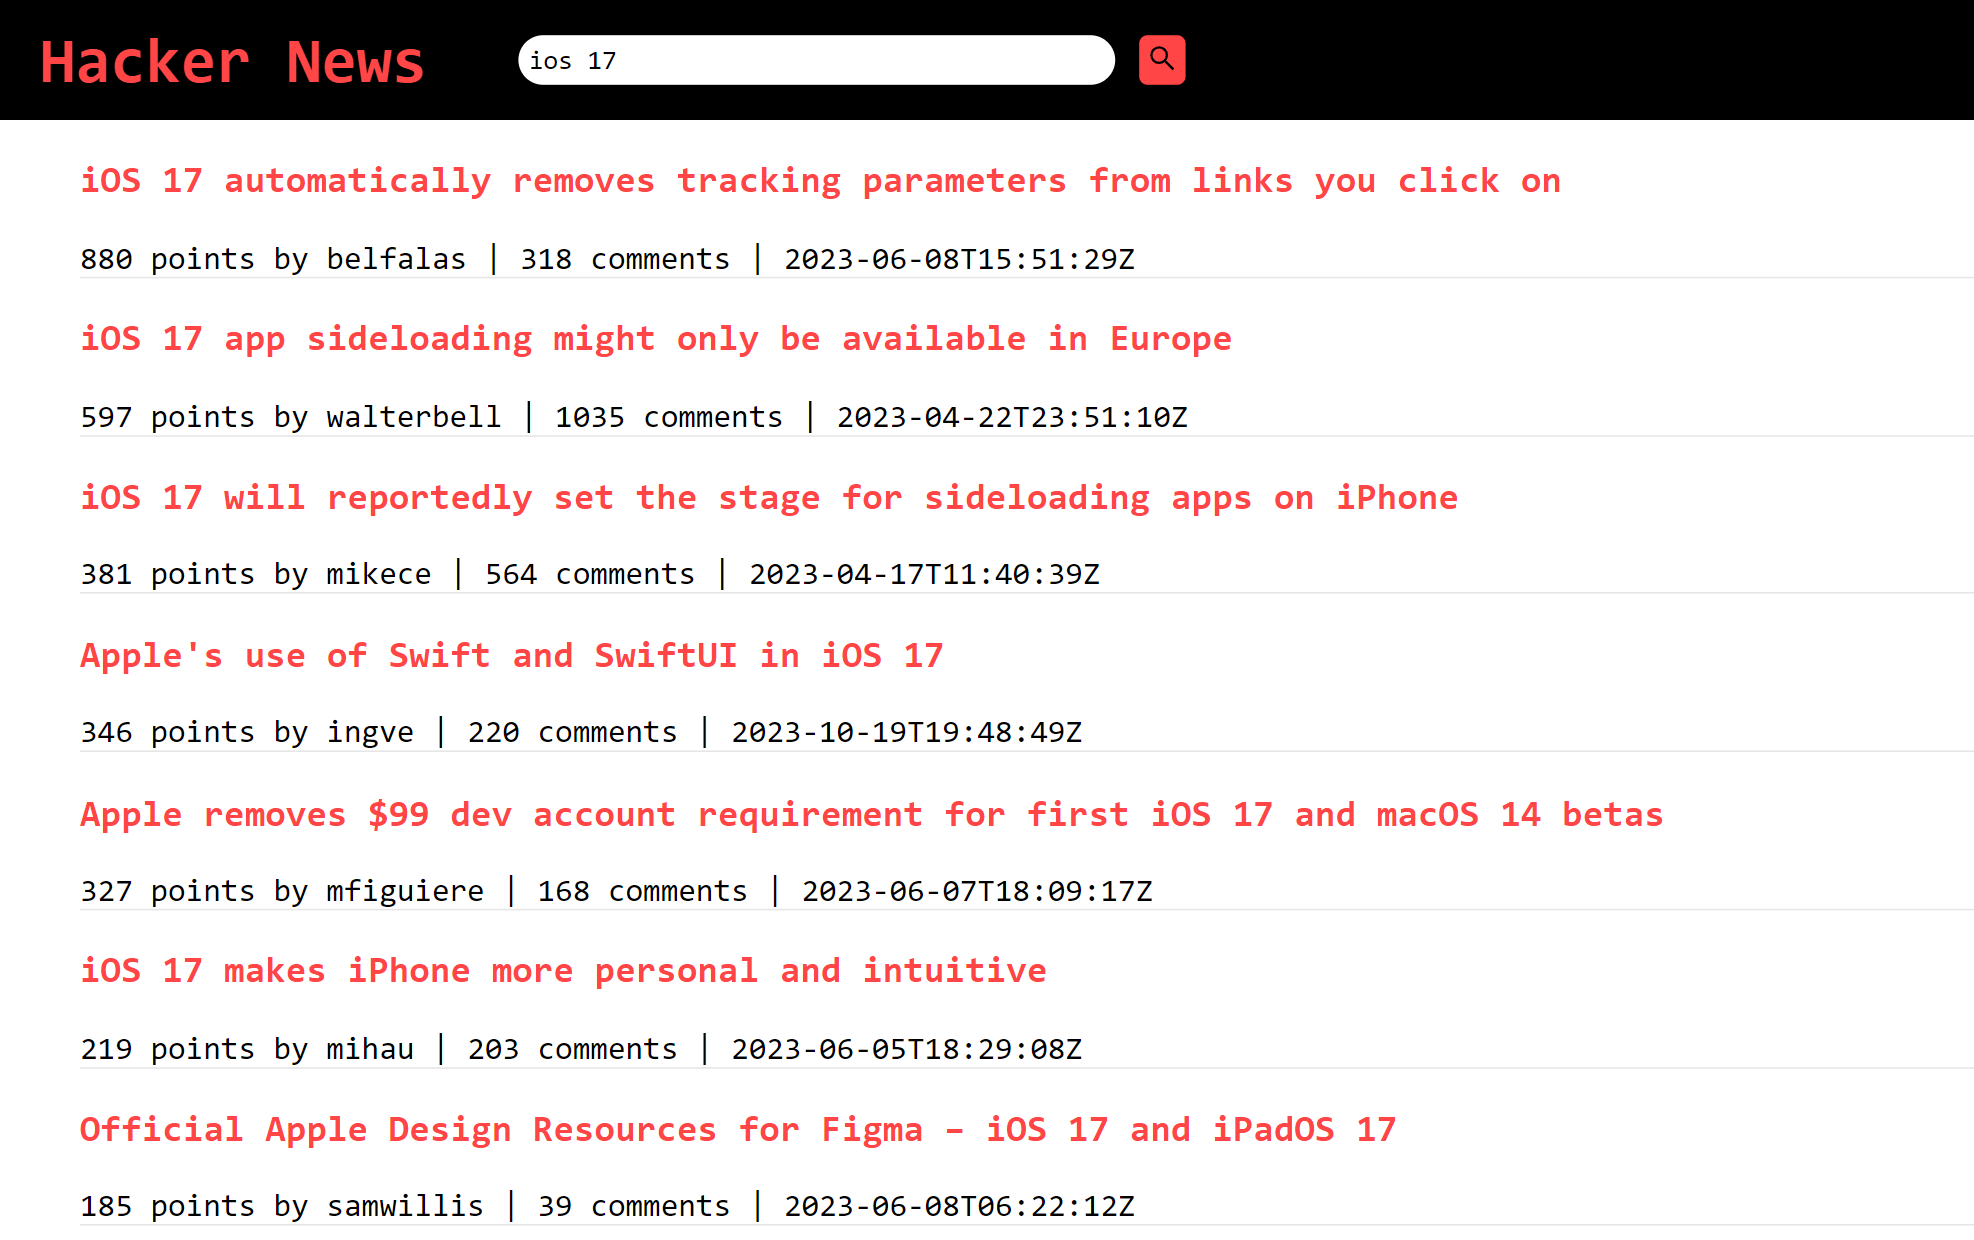 Hacker News
ios 17
iOS 17 automatically removes tracking parameters from links you click on
880 points by belfalas | 318 comments | 2023-06-08T15:51:29Z
iOS 17 app sideloading might only be available in Europe
597 points by walterbell | 1035 comments | 2023-04-22T23:51:10Z
iOS 17 will reportedly set the stage for sideloading apps on iPhone
381 points by mikece | 564 comments | 2023-04-17T11:40:39Z
Apple's use of Swift and SwiftUI in iOS 17
346 points by ingve | 220 comments | 2023-10-19T19:48:49Z
Apple removes $99 dev account requirement for first iOS 17 and macOS 14 betas
327 points by mfiguiere | 168 comments | 2023-06-07T18:09:17Z
iOS 17 makes iPhone more personal and intuitive
219 points by mihau | 203 comments | 2023-06-05T18:29:08Z
Official Apple Design Resources for Figma – iOS 17 and iPadOS 17
185 points by samwillis | 39 comments | 2023-06-08T06:22:12Z